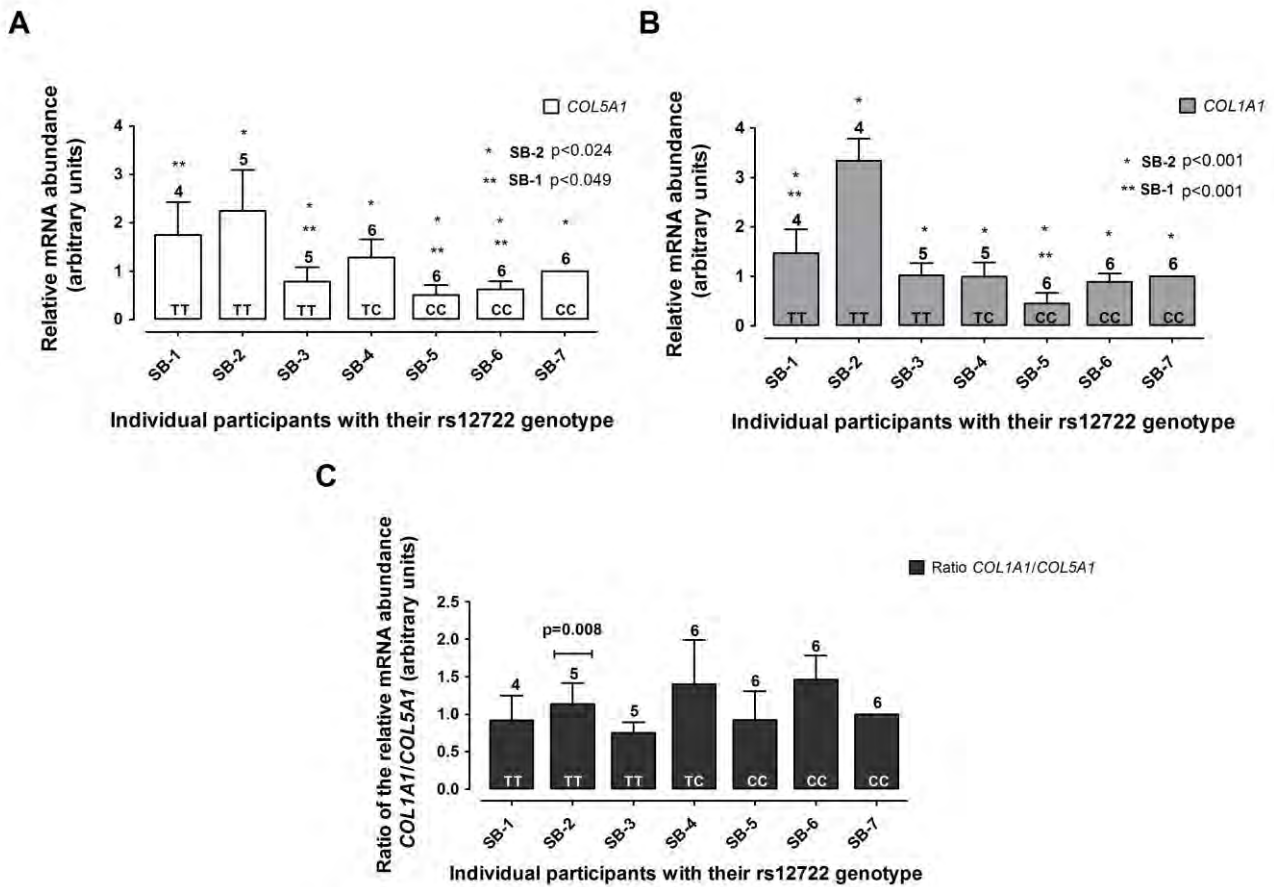 A
Relative mRNA abundance
(arbitrary units)
COL5A1
* SB-2 p<0.024
** SB-1 p<0.049
4
3
2
1
0
**
4
*
5
*
**
5
*
6
*
**
6
*
**
6
*
6
TT TT TT TC CC CC CC
SB-1 SB-2 SB-3 SB-4 SB-5 SB-6 SB-7
Individual participants with their rs12722 genotype
B
Relative mRNA abundance
(arbitrary units)
COL1A1
* SB-2 p<0.001
** SB-1 p<0.001
4
3
2
1
0
*
**
4
*
4
*
5
*
5
*
**
6
*
6
*
6
TT TT TT TC CC CC CC
SB-1 SB-2 SB-3 SB-4 SB-5 SB-6 SB-7
Individual participants with their rs12722 genotype
C
Ratio of the relative mRNA abundance
COL1A1/COL5A1 (arbitrary units)
Ratio COL1A1/COL5A1
2.5
2.0
1.5
1.0
0.5
0.0
p=0.008
4 5 5 6 6 6 6
TT TT TT TC CC CC CC
SB-1 SB-2 SB-3 SB-4 SB-5 SB-6 SB-7
Individual participants with their rs12722 genotype